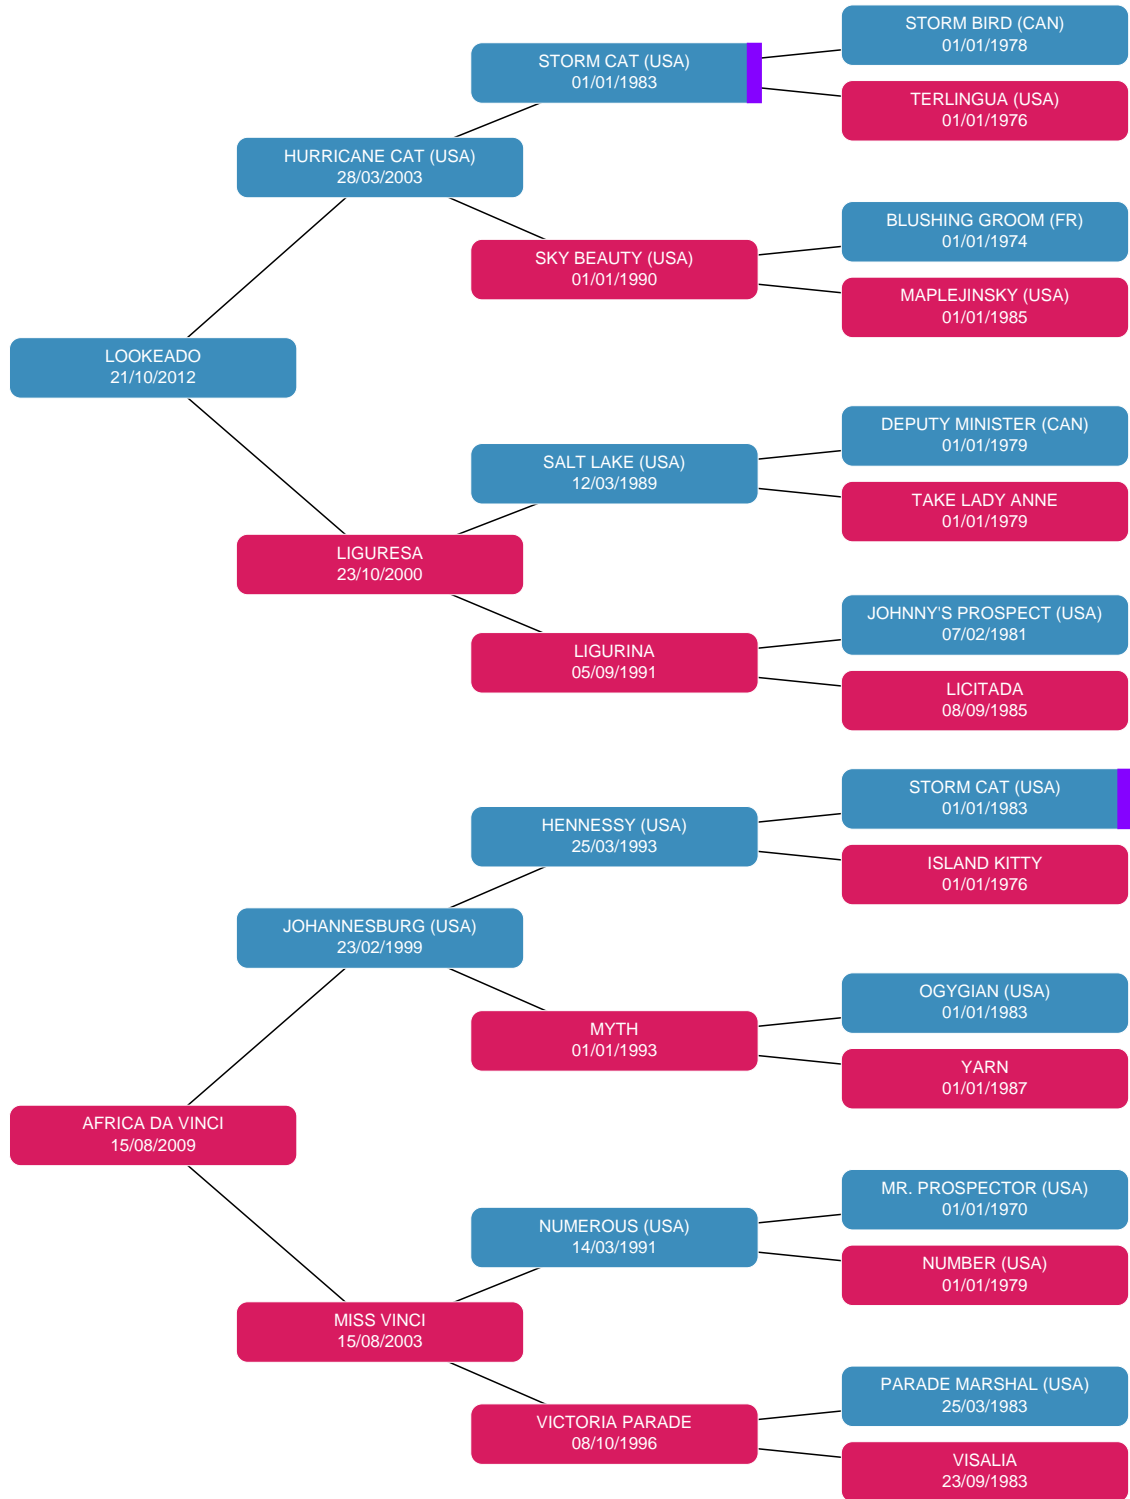 STORM BIRD (CAN)
01/01/1978
STORM CAT (USA)
01/01/1983
TERLINGUA (USA)
01/01/1976
HURRICANE CAT (USA)
28/03/2003
BLUSHING GROOM (FR)
01/01/1974
SKY BEAUTY (USA)
01/01/1990
MAPLEJINSKY (USA)
01/01/1985
LOOKEADO
21/10/2012
DEPUTY MINISTER (CAN)
01/01/1979
SALT LAKE (USA)
12/03/1989
TAKE LADY ANNE
01/01/1979
LIGURESA
23/10/2000
JOHNNY'S PROSPECT (USA)
07/02/1981
LIGURINA
05/09/1991
LICITADA
08/09/1985
STORM CAT (USA)
01/01/1983
HENNESSY (USA)
25/03/1993
ISLAND KITTY
01/01/1976
JOHANNESBURG (USA)
23/02/1999
OGYGIAN (USA)
01/01/1983
MYTH
01/01/1993
YARN
01/01/1987
AFRICA DA VINCI
15/08/2009
MR. PROSPECTOR (USA)
01/01/1970
NUMEROUS (USA)
14/03/1991
NUMBER (USA)
01/01/1979
MISS VINCI
15/08/2003
PARADE MARSHAL (USA)
25/03/1983
VICTORIA PARADE
08/10/1996
VISALIA
23/09/1983